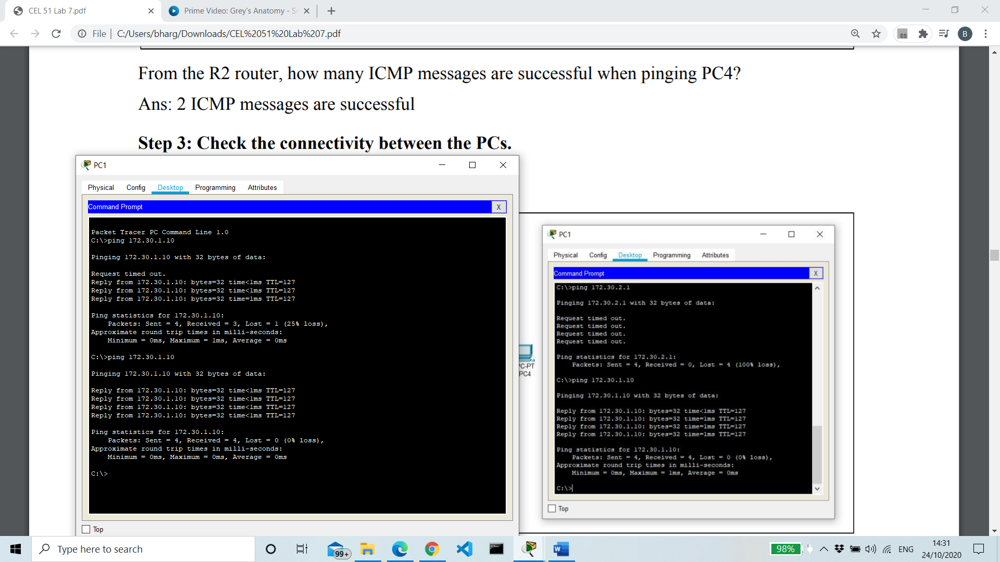 CEL 51 Lab 7.pdf
Prime Video: Grey's Anatomy - S
File
C:/Users/bharg/Downloads/CEL%2051%20Lab%207.pdf
ES
B
From the R2 router, how many ICMP messages are successful when pinging PC4?
Ans: 2 ICMP messages are successful
Step 3: Check the connectivity between the PCs.
PC1
Physical Config Desktop Programming Attributes
Command Prompt
X
Packet Tracer PC Command Line 1.0
C:\>ping 172.30.1.10
Pinging 172.30.1.10 with 32 bytes of data:
Request timed out.
Reply from 172.30.1.10: bytes=32 time<1ms TTL=127
Reply from 172.30.1.10: bytes=32 time<1ms TTL=127
Reply from 172.30.1.10: bytes=32 time=1ms TTL=127
Ping statistics for 172.30.1.10:
Packets: Sent = 4, Received = 3, Lost = 1 (25% loss),
Approximate round trip times in milli-seconds:
Minimum = 0ms, Maximum = 1ms, Average = 0ms
C:\>ping 172.30.1.10
Pinging 172.30.1.10 with 32 bytes of data:
Reply from 172.30.1.10: bytes=32 time<1ms TTL=127
Reply from 172.30.1.10: bytes=32 time<1ms TTL=127
Reply from 172.30.1.10: bytes=32 time<1ms TTL=127
Reply from 172.30.1.10: bytes=32 time<1ms TTL=127
Ping statistics for 172.30.1.10:
Packets: Sent = 4, Received = 4, Lost = 0 (0% loss),
Approximate round trip times in milli-seconds:
Minimum = 0ms, Maximum = 0ms, Average = 0ms
C:\>
Top
PC-PT
PC4
PC1
Physical Config Desktop Programming Attributes
Command Prompt
X
C:\>ping 172.30.2.1
Pinging 172.30.2.1 with 32 bytes of data:
Request timed out.
Request timed out.
Request timed out.
Request timed out.
Ping statistics for 172.30.2.1:
Packets: Sent = 4, Received = 0, Lost = 4 (100% loss),
C:\>ping 172.30.1.10
Pinging 172.30.1.10 with 32 bytes of data:
Reply from 172.30.1.10: bytes=32 time<1ms TTL=127
Reply from 172.30.1.10: bytes=32 time=1ms TTL=127
Reply from 172.30.1.10: bytes=32 time=1ms TTL=127
Reply from 172.30.1.10: bytes=32 time=1ms TTL=127
Ping statistics for 172.30.1.10:
Packets: Sent = 4, Received = 4, Lost = 0 (0% loss),
Approximate round trip times in milli-seconds:
Minimum = 0ms, Maximum = 1ms, Average = 0ms
C:\>
Top
Type here to search
99+
W
98%
ENG
14:31
24/10/2020